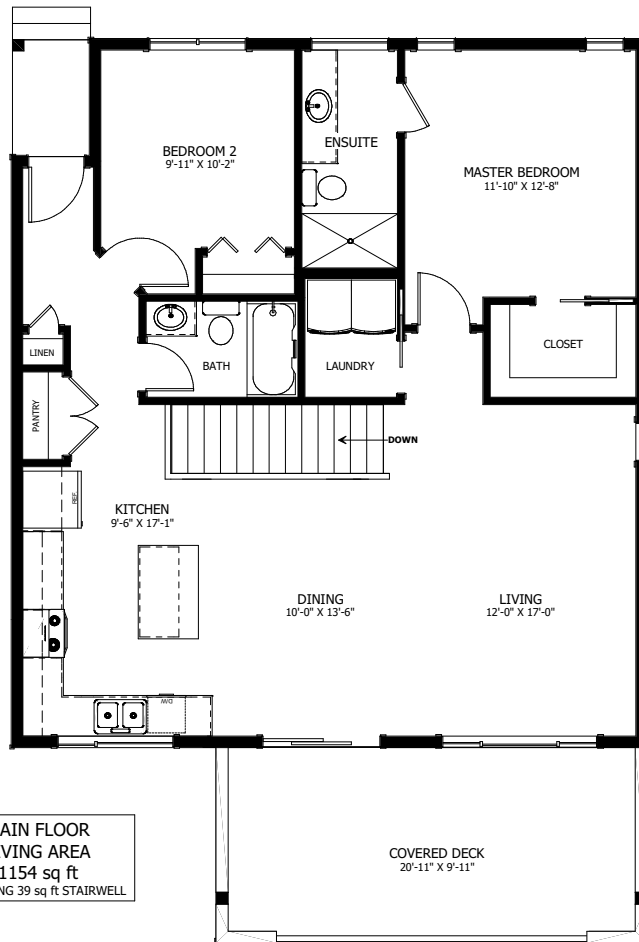 BEDROOM 2
9'-11" X 10'-2"
ENSUITE
MASTER BEDROOM
11'-10" X 12'-8"
LINEN
BATH
LAUNDRY
CLOSET
PANTRY
DOWN
REF.
KITCHEN
9'-6" X 17'-1"
DINING
10'-0" X 13'-6"
LIVING
12'-0" X 17'-0"
D/W
AIN FLOOR
VING AREA
1154 sq ft
NG 39 sq ft STAIRWELL
COVERED DECK
20'-11" X 9'-11"